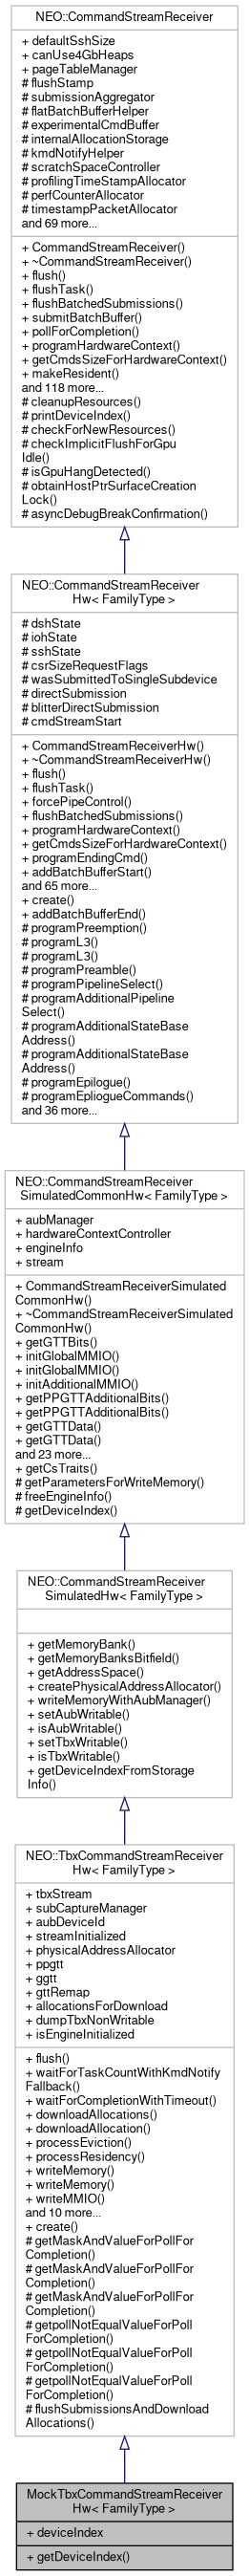 NEO::CommandStreamReceiver
+ defaultSshSize
+ canUse4GbHeaps
+ pageTableManager
# flushStamp
# submissionAggregator
# flatBatchBufferHelper
# experimentalCmdBuffer
# internalAllocationStorage
# kmdNotifyHelper
# scratchSpaceController
# profilingTimeStampAllocator
# perfCounterAllocator
# timestampPacketAllocator
and 69 more...
+ CommandStreamReceiver()
+ ~CommandStreamReceiver()
+ flush()
+ flushTask()
+ flushBatchedSubmissions()
+ submitBatchBuffer()
+ pollForCompletion()
+ programHardwareContext()
+ getCmdsSizeForHardwareContext()
+ makeResident()
and 118 more...
# cleanupResources()
# printDeviceIndex()
# checkForNewResources()
# checkImplicitFlushForGpu
Idle()
# isGpuHangDetected()
# obtainHostPtrSurfaceCreation
Lock()
# asyncDebugBreakConfirmation()
NEO::CommandStreamReceiver
Hw< FamilyType >
# dshState
# iohState
# sshState
# csrSizeRequestFlags
# wasSubmittedToSingleSubdevice
# directSubmission
# blitterDirectSubmission
# cmdStreamStart
+ CommandStreamReceiverHw()
+ ~CommandStreamReceiverHw()
+ flush()
+ flushTask()
+ forcePipeControl()
+ flushBatchedSubmissions()
+ programHardwareContext()
+ getCmdsSizeForHardwareContext()
+ programEndingCmd()
+ addBatchBufferStart()
and 65 more...
+ create()
+ addBatchBufferEnd()
# programPreemption()
# programL3()
# programL3()
# programPreamble()
# programPipelineSelect()
# programAdditionalPipeline
Select()
# programAdditionalStateBase
Address()
# programAdditionalStateBase
Address()
# programEpilogue()
# programEpliogueCommands()
and 36 more...
NEO::CommandStreamReceiver
SimulatedCommonHw< FamilyType >
+ aubManager
+ hardwareContextController
+ engineInfo
+ stream
+ CommandStreamReceiverSimulated
CommonHw()
+ ~CommandStreamReceiverSimulated
CommonHw()
+ getGTTBits()
+ initGlobalMMIO()
+ initGlobalMMIO()
+ initAdditionalMMIO()
+ getPPGTTAdditionalBits()
+ getPPGTTAdditionalBits()
+ getGTTData()
+ getGTTData()
and 23 more...
+ getCsTraits()
# getParametersForWriteMemory()
# freeEngineInfo()
# getDeviceIndex()
NEO::CommandStreamReceiver
SimulatedHw< FamilyType >
+ getMemoryBank()
+ getMemoryBanksBitfield()
+ getAddressSpace()
+ createPhysicalAddressAllocator()
+ writeMemoryWithAubManager()
+ setAubWritable()
+ isAubWritable()
+ setTbxWritable()
+ isTbxWritable()
+ getDeviceIndexFromStorage
Info()
NEO::TbxCommandStreamReceiver
Hw< FamilyType >
+ tbxStream
+ subCaptureManager
+ aubDeviceId
+ streamInitialized
+ physicalAddressAllocator
+ ppgtt
+ ggtt
+ gttRemap
+ allocationsForDownload
+ dumpTbxNonWritable
+ isEngineInitialized
+ flush()
+ waitForTaskCountWithKmdNotify
Fallback()
+ waitForCompletionWithTimeout()
+ downloadAllocations()
+ downloadAllocation()
+ processEviction()
+ processResidency()
+ writeMemory()
+ writeMemory()
+ writeMMIO()
and 10 more...
+ create()
# getMaskAndValueForPollFor
Completion()
# getMaskAndValueForPollFor
Completion()
# getMaskAndValueForPollFor
Completion()
# getpollNotEqualValueForPoll
ForCompletion()
# getpollNotEqualValueForPoll
ForCompletion()
# getpollNotEqualValueForPoll
ForCompletion()
# flushSubmissionsAndDownload
Allocations()
MockTbxCommandStreamReceiver
Hw< FamilyType >
+ deviceIndex
+ getDeviceIndex()